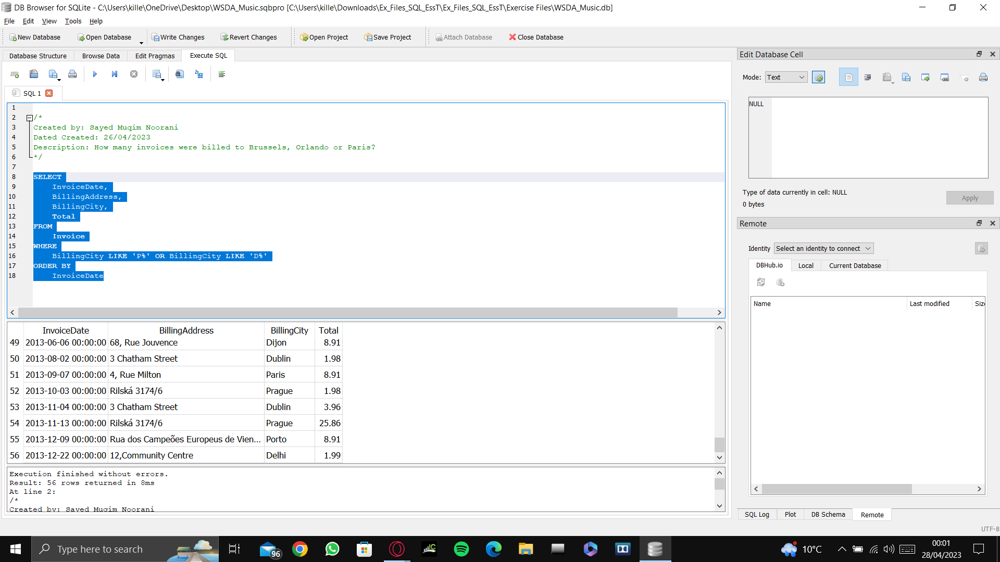 DB Browser for SQLite - C:\Users\kille\OneDrive\Desktop\WSDA_Music.sqbpro [C:\Users\kille\Downloads\Ex_Files_SQL_EssT\Ex_Files_SQL_EssT\Exercise Files\WSDA_Music.db]
File Edit View Tools Help
New Database Open Database Write Changes Revert Changes Open Project Save Project Attach Database Close Database
Database Structure Browse Data Edit Pragmas Execute SQL
SQL 1
1
2 /*
3 Created by: Sayed Muqim Noorani
4 Dated Created: 26/04/2023
5 Description: How many invoices were billed to Brussels, Orlando or Paris?
6 */
7
8 SELECT
9 InvoiceDate,
10 BillingAddress,
11 BillingCity,
12 Total
13 FROM
14 Invoice
15 WHERE
16 BillingCity LIKE 'P%' OR BillingCity LIKE 'D%'
17 ORDER BY
18 InvoiceDate
InvoiceDate BillingAddress BillingCity Total
49 2013-06-06 00:00:00 68, Rue Jouvence Dijon 8.91
50 2013-08-02 00:00:00 3 Chatham Street Dublin 1.98
51 2013-09-07 00:00:00 4, Rue Milton Paris 8.91
52 2013-10-03 00:00:00 Rilská 3174/6 Prague 1.98
53 2013-11-04 00:00:00 3 Chatham Street Dublin 3.96
54 2013-11-13 00:00:00 Rilská 3174/6 Prague 25.86
55 2013-12-09 00:00:00 Rua dos Campeões Europeus de Vien... Porto 8.91
56 2013-12-22 00:00:00 12,Community Centre Delhi 1.99
Execution finished without errors.
Result: 56 rows returned in 8ms
At line 2:
/*
Created by: Sayed Muqim Noorani
Edit Database Cell
Mode: Text
NULL
Type of data currently in cell: NULL
0 bytes
Apply
Remote
Identity Select an identity to connect
DBHub.io Local Current Database
Name Last modified Size
SQL Log Plot DB Schema Remote
UTF-8
Type here to search
96
10°C
00:01
28/04/2023